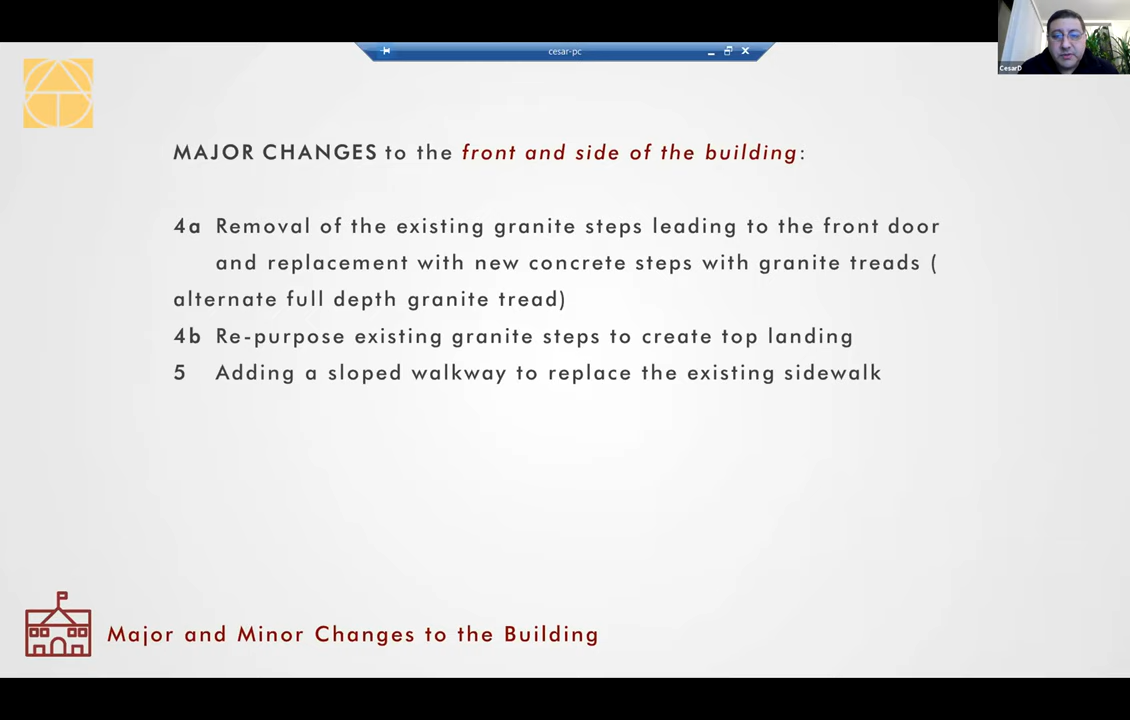 cesar-pc
CesarD
MAJOR CHANGES to the front and side of the building:
4a Removal of the existing granite steps leading to the front door
and replacement with new concrete steps with granite treads (
alternate full depth granite tread)
4b Re-purpose existing granite steps to create top landing
5 Adding a sloped walkway to replace the existing sidewalk
Major and Minor Changes to the Building